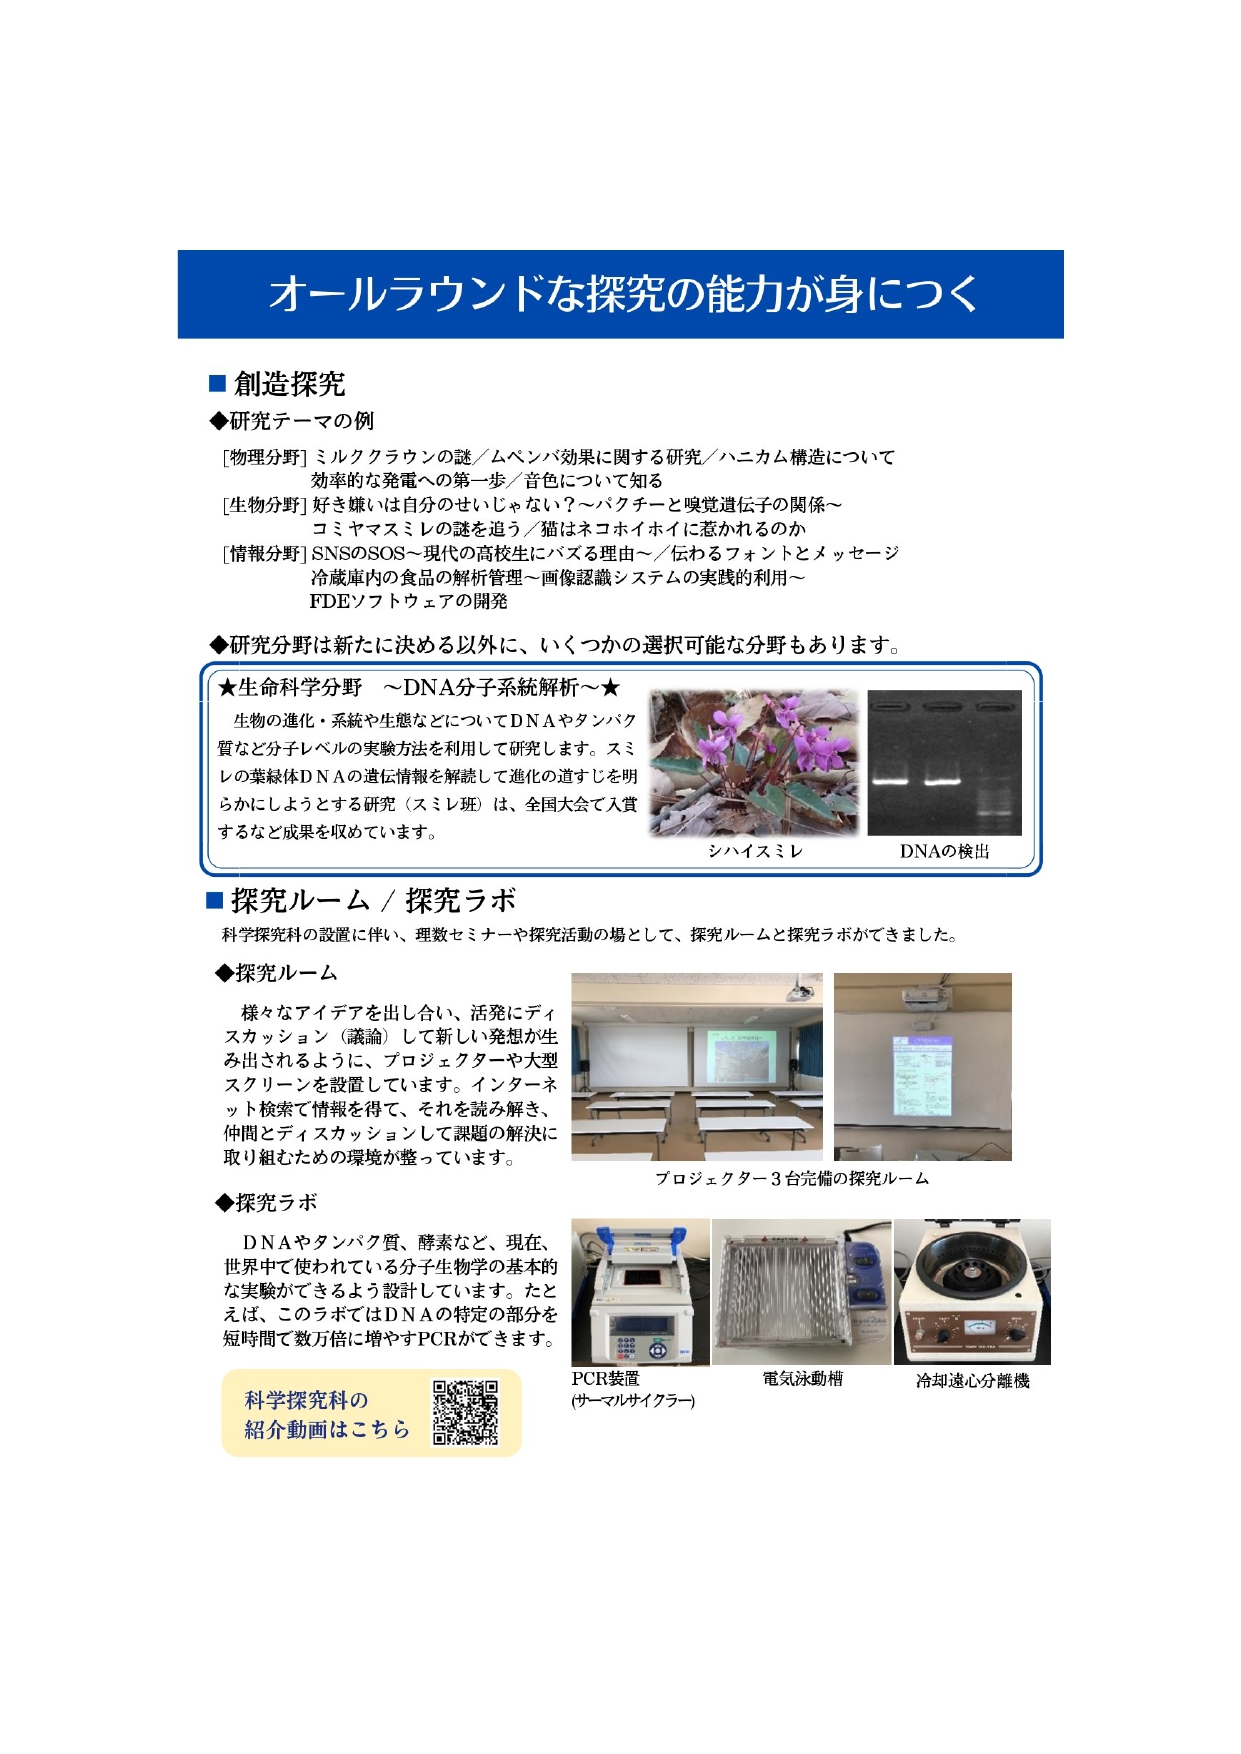 オールラウンドな探究の能力が身につく
■ 創造探究
◆研究テーマの例
[物理分野] ミルククラウンの謎／ムペンバ効果に関する研究／ハニカム構造について
効率的な発電への第一歩／音色について知る
[生物分野] 好き嫌いは自分のせいじゃない？～パクチーと嗅覚遺伝子の関係～
コミヤマスミレの謎を追う／猫はネコホイホイに惹かれるのか
[情報分野] SNSのSOS～現代の高校生にバズる理由～／伝わるフォントとメッセージ
冷蔵庫内の食品の解析管理～画像認識システムの実践的利用～
FDEソフトウェアの開発
◆研究分野は新たに決める以外に、いくつかの選択可能な分野もあります。
★生命科学分野　～DNA分子系統解析～★
生物の進化・系統や生態などについてＤＮＡやタンパク
質など分子レベルの実験方法を利用して研究します。スミ
レの葉緑体ＤＮＡの遺伝情報を解読して進化の道すじを明
らかにしようとする研究（スミレ班）は、全国大会で入賞
するなど成果を収めています。
シハイスミレ
DNAの検出
■ 探究ルーム / 探究ラボ
科学探究科の設置に伴い、理数セミナーや探究活動の場として、探究ルームと探究ラボができました。
◆探究ルーム
様々なアイデアを出し合い、活発にディ
スカッション（議論）して新しい発想が生
み出されるように、プロジェクターや大型
スクリーンを設置しています。インターネ
ット検索で情報を得て、それを読み解き、
仲間とディスカッションして課題の解決に
取り組むための環境が整っています。
プロジェクター３台完備の探究ルーム
◆探究ラボ
ＤＮＡやタンパク質、酵素など、現在、
世界中で使われている分子生物学の基本的
な実験ができるよう設計しています。たと
えば、このラボではＤＮＡの特定の部分を
短時間で数万倍に増やすPCRができます。
PCR装置
(サーマルサイクラー)
電気泳動槽
冷却遠心分離機
科学探究科の
紹介動画はこちら